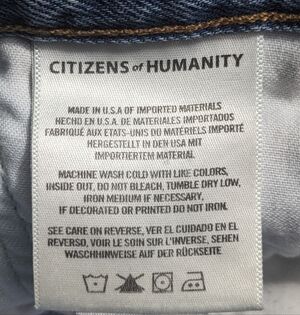 CITIZENS of HUMANITY
MADE IN U.S.A OF IMPORTED MATERIALS
HECHO EN U.S.A. DE MATERIALES IMPORTADOS
FABRIQUÉ AUX ETATS-UNIS DO MATÉRIELS IMPORTÉ
HERGESTELLT IN DEN USA MIT
IMPORTIERTEM MATERIAL
MACHINE WASH COLD WITH LIKE COLORS,
INSIDE OUT, DO NOT BLEACH, TUMBLE DRY LOW,
IRON MEDIUM IF NECESSARY,
IF DECORATED OR PRINTED DO NOT IRON.
SEE CARE ON REVERSE, VER EL CUIDADO EN EL
REVERSO, VOIR LE SOIN SUR L'INVERSE, SEHEN
WASCHHINWEISE AUF DER RÜCKSEITE